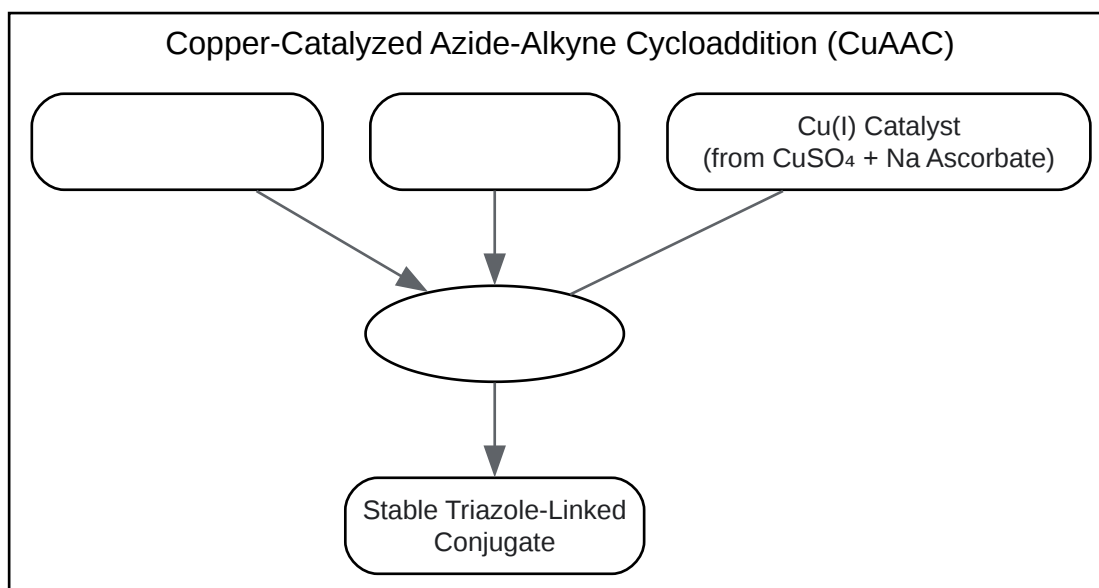 Copper-Catalyzed Azide-Alkyne Cycloaddition (CuAAC)
Cu(I) Catalyst
(from CuSO₄ + Na Ascorbate)
Stable Triazole-Linked
Conjugate